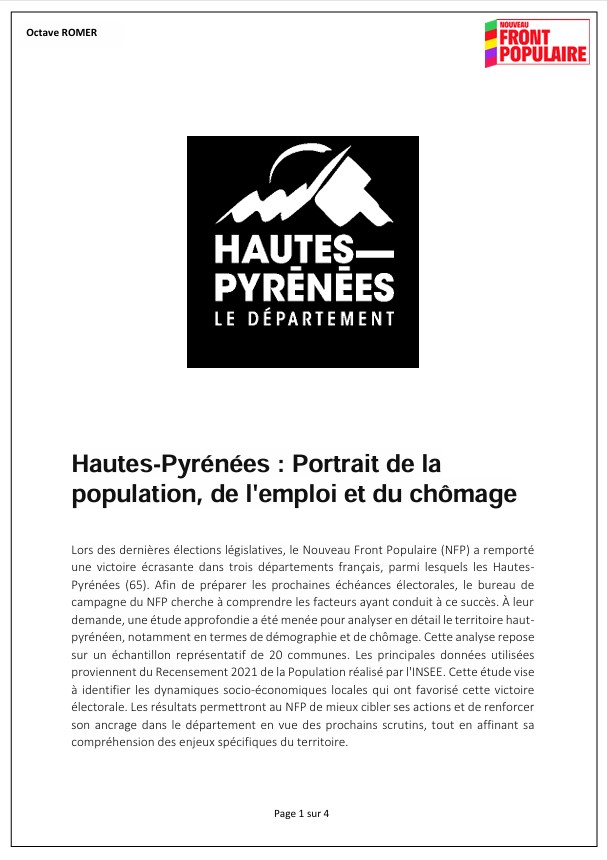 Octave ROMER
NOUVEAU
FRONT
POPULAIRE
HAUTES—
PYRÉNÉES
LE DÉPARTEMENT
Hautes-Pyrénées : Portrait de la
population, de l'emploi et du chômage
Lors des dernières élections législatives, le Nouveau Front Populaire (NFP) a remporté
une victoire écrasante dans trois départements français, parmi lesquels les Hautes-
Pyrénées (65). Afin de préparer les prochaines échéances électorales, le bureau de
campagne du NFP cherche à comprendre les facteurs ayant conduit à ce succès. À leur
demande, une étude approfondie a été menée pour analyser en détail le territoire haut-
pyrénéen, notamment en termes de démographie et de chômage. Cette analyse repose
sur un échantillon représentatif de 20 communes. Les principales données utilisées
proviennent du Recensement 2021 de la Population réalisé par l'INSEE. Cette étude vise
à identifier les dynamiques socio-économiques locales qui ont favorisé cette victoire
électorale. Les résultats permettront au NFP de mieux cibler ses actions et de renforcer
son ancrage dans le département en vue des prochains scrutins, tout en affinant sa
compréhension des enjeux spécifiques du territoire.
Page 1 sur 4